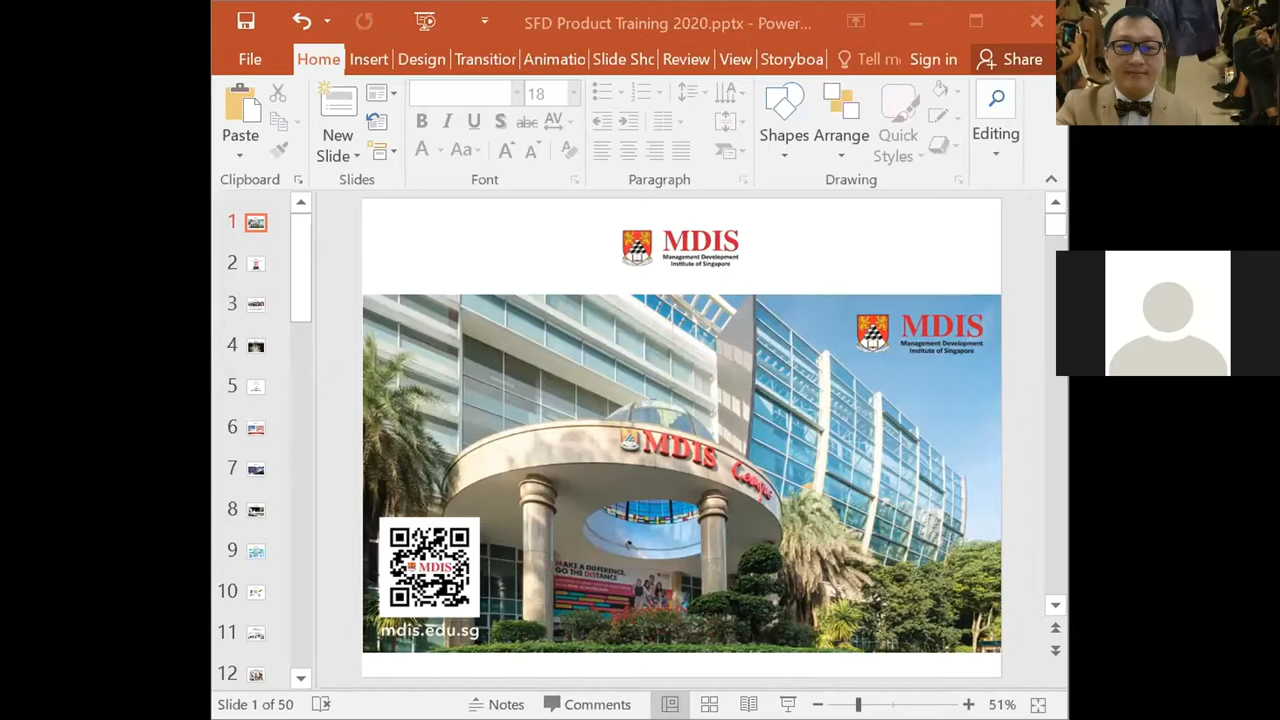 SFD Product Training 2020.pptx - Power...
File Home Insert Design Transition Animatio Slide Sho Review View Storyboa Tell m Sign in Share
18
Paste New Slide Shapes Arrange Quick Styles Editing
B I U S abc AV
A Aa A A
Clipboard Slides Font Paragraph Drawing
1
2
3
4
5
6
7
8
9
10
11
12
MDIS
Management Development
Institute of Singapore
MDIS
Management Development
Institute of Singapore
MDIS Campus
MAKE A DIFFERENCE,
GO THE DISTANCE
MDIS
mdis.edu.sg
Slide 1 of 50 Notes Comments 51%